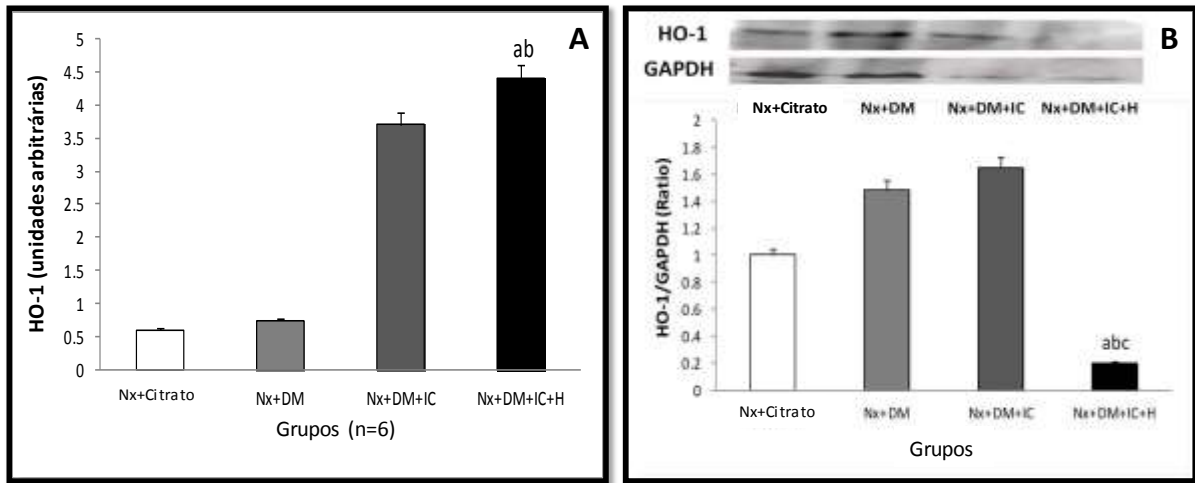 A
HO-1 (unidades arbitrárias)
5
4.5
4
3.5
3
2.5
2
1.5
1
0.5
0
ab
Nx+Citrato Nx+DM Nx+DM+IC Nx+DM+IC+H
Grupos (n=6)
B
HO-1
GAPDH
Nx+Citrato Nx+DM Nx+DM+IC Nx+DM+IC+H
HO-1/GAPDH (Ratio)
2
1.8
1.6
1.4
1.2
1
0.8
0.6
0.4
0.2
0
abc
Nx+Citrato Nx+DM Nx+DM+IC Nx+DM+IC+H
Grupos